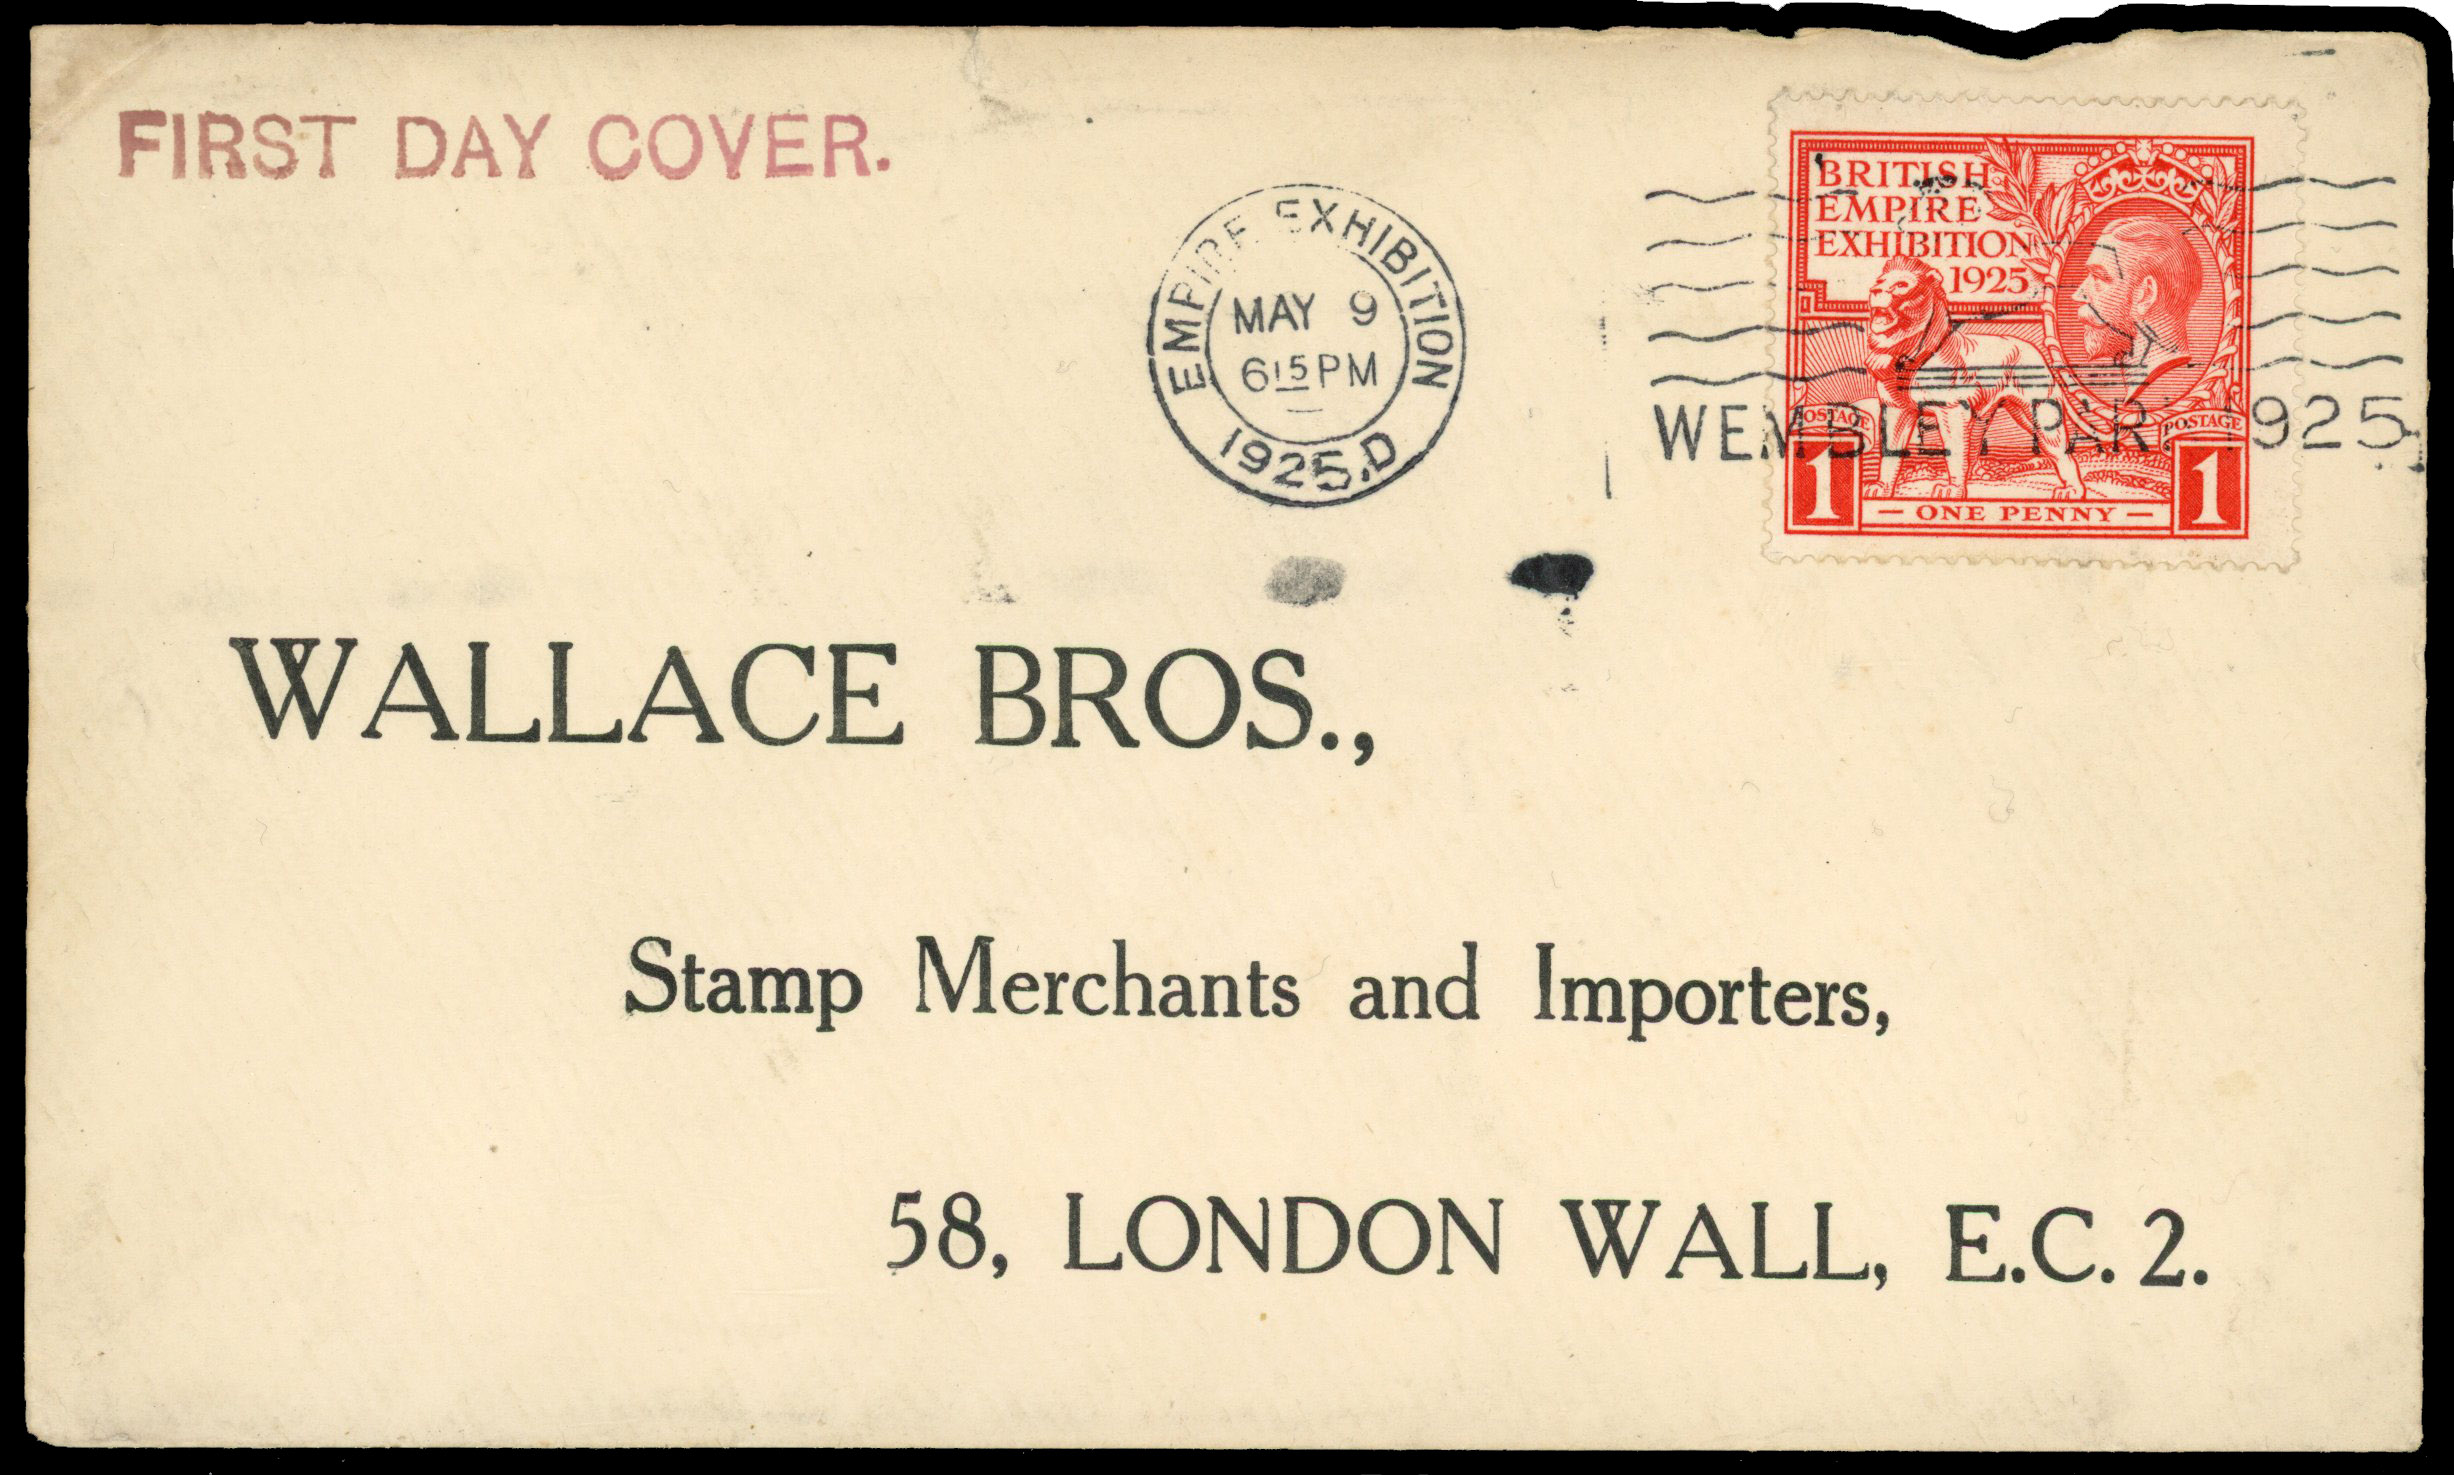 FIRST DAY COVER.
EMPIRE EXHIBITION
MAY 9
6 15 PM
1925.D
WEMBLEY PARK 1925
BRITISH
EMPIRE
EXHIBITION
1925
POSTAGE POSTAGE
1 - ONE PENNY - 1
WALLACE BROS.,
Stamp Merchants and Importers,
58, LONDON WALL, E.C. 2.